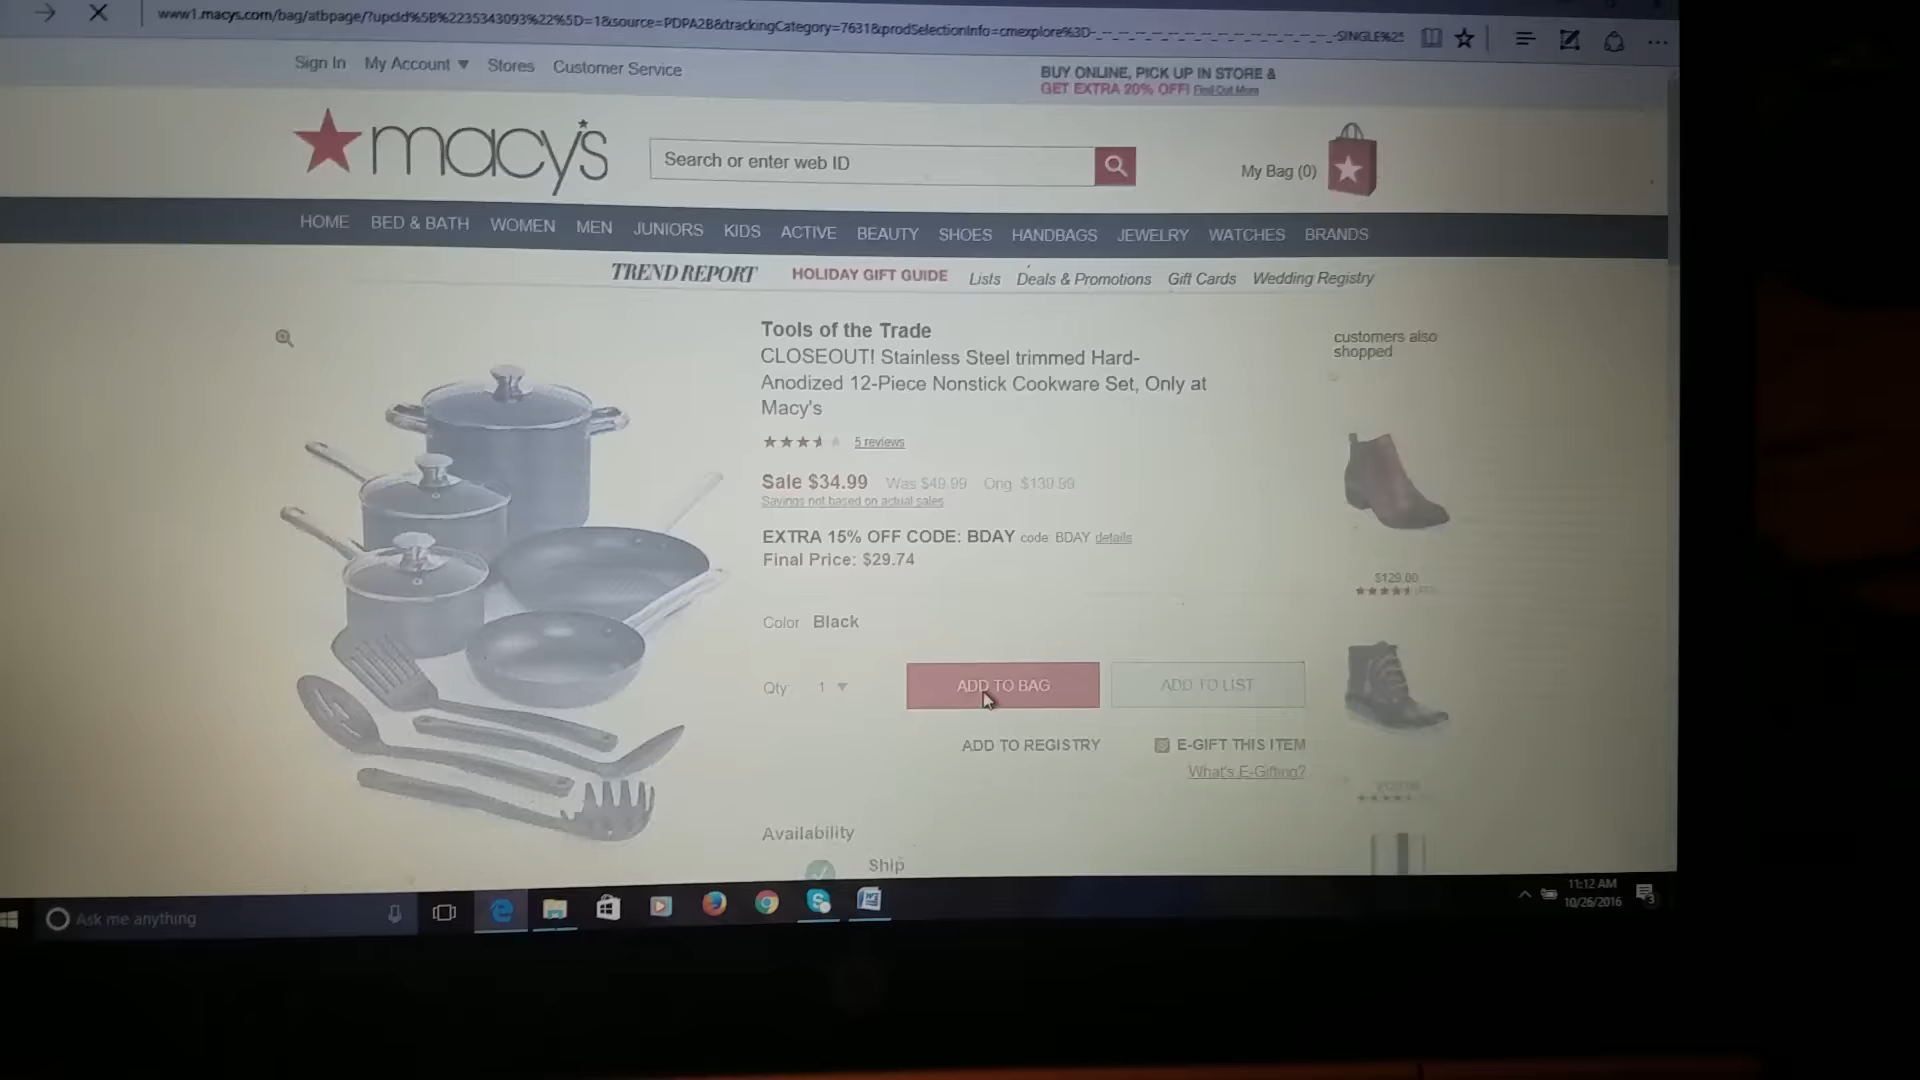 www1.macys.com/bag/atbpage/?upcId%5B%2235343093%22%5D=1&source=PDPA2B&trackingCategory=7631&prodSelectionInfo=cmexplore%3D-_-_-_-_-_-_-_-_-_-_-_-_-_-_-_-_-_-SINGLE%25
Sign In My Account Stores Customer Service
BUY ONLINE, PICK UP IN STORE &
GET EXTRA 20% OFF! Find Out More
macy's
Search or enter web ID
My Bag (0)
HOME BED & BATH WOMEN MEN JUNIORS KIDS ACTIVE BEAUTY SHOES HANDBAGS JEWELRY WATCHES BRANDS
TREND REPORT HOLIDAY GIFT GUIDE Lists Deals & Promotions Gift Cards Wedding Registry
Tools of the Trade
CLOSEOUT! Stainless Steel trimmed Hard-
Anodized 12-Piece Nonstick Cookware Set, Only at
Macy's
5 reviews
Sale $34.99 Was $49.99 Orig. $139.99
Savings not based on actual sales
EXTRA 15% OFF CODE: BDAY code: BDAY details
Final Price: $29.74
Color Black
Qty 1
ADD TO BAG
ADD TO LIST
ADD TO REGISTRY
E-GIFT THIS ITEM
What's E-Gifting?
Availability
Ship
customers also
shopped
$129.00
Ask me anything
11:12 AM
10/26/2016
3